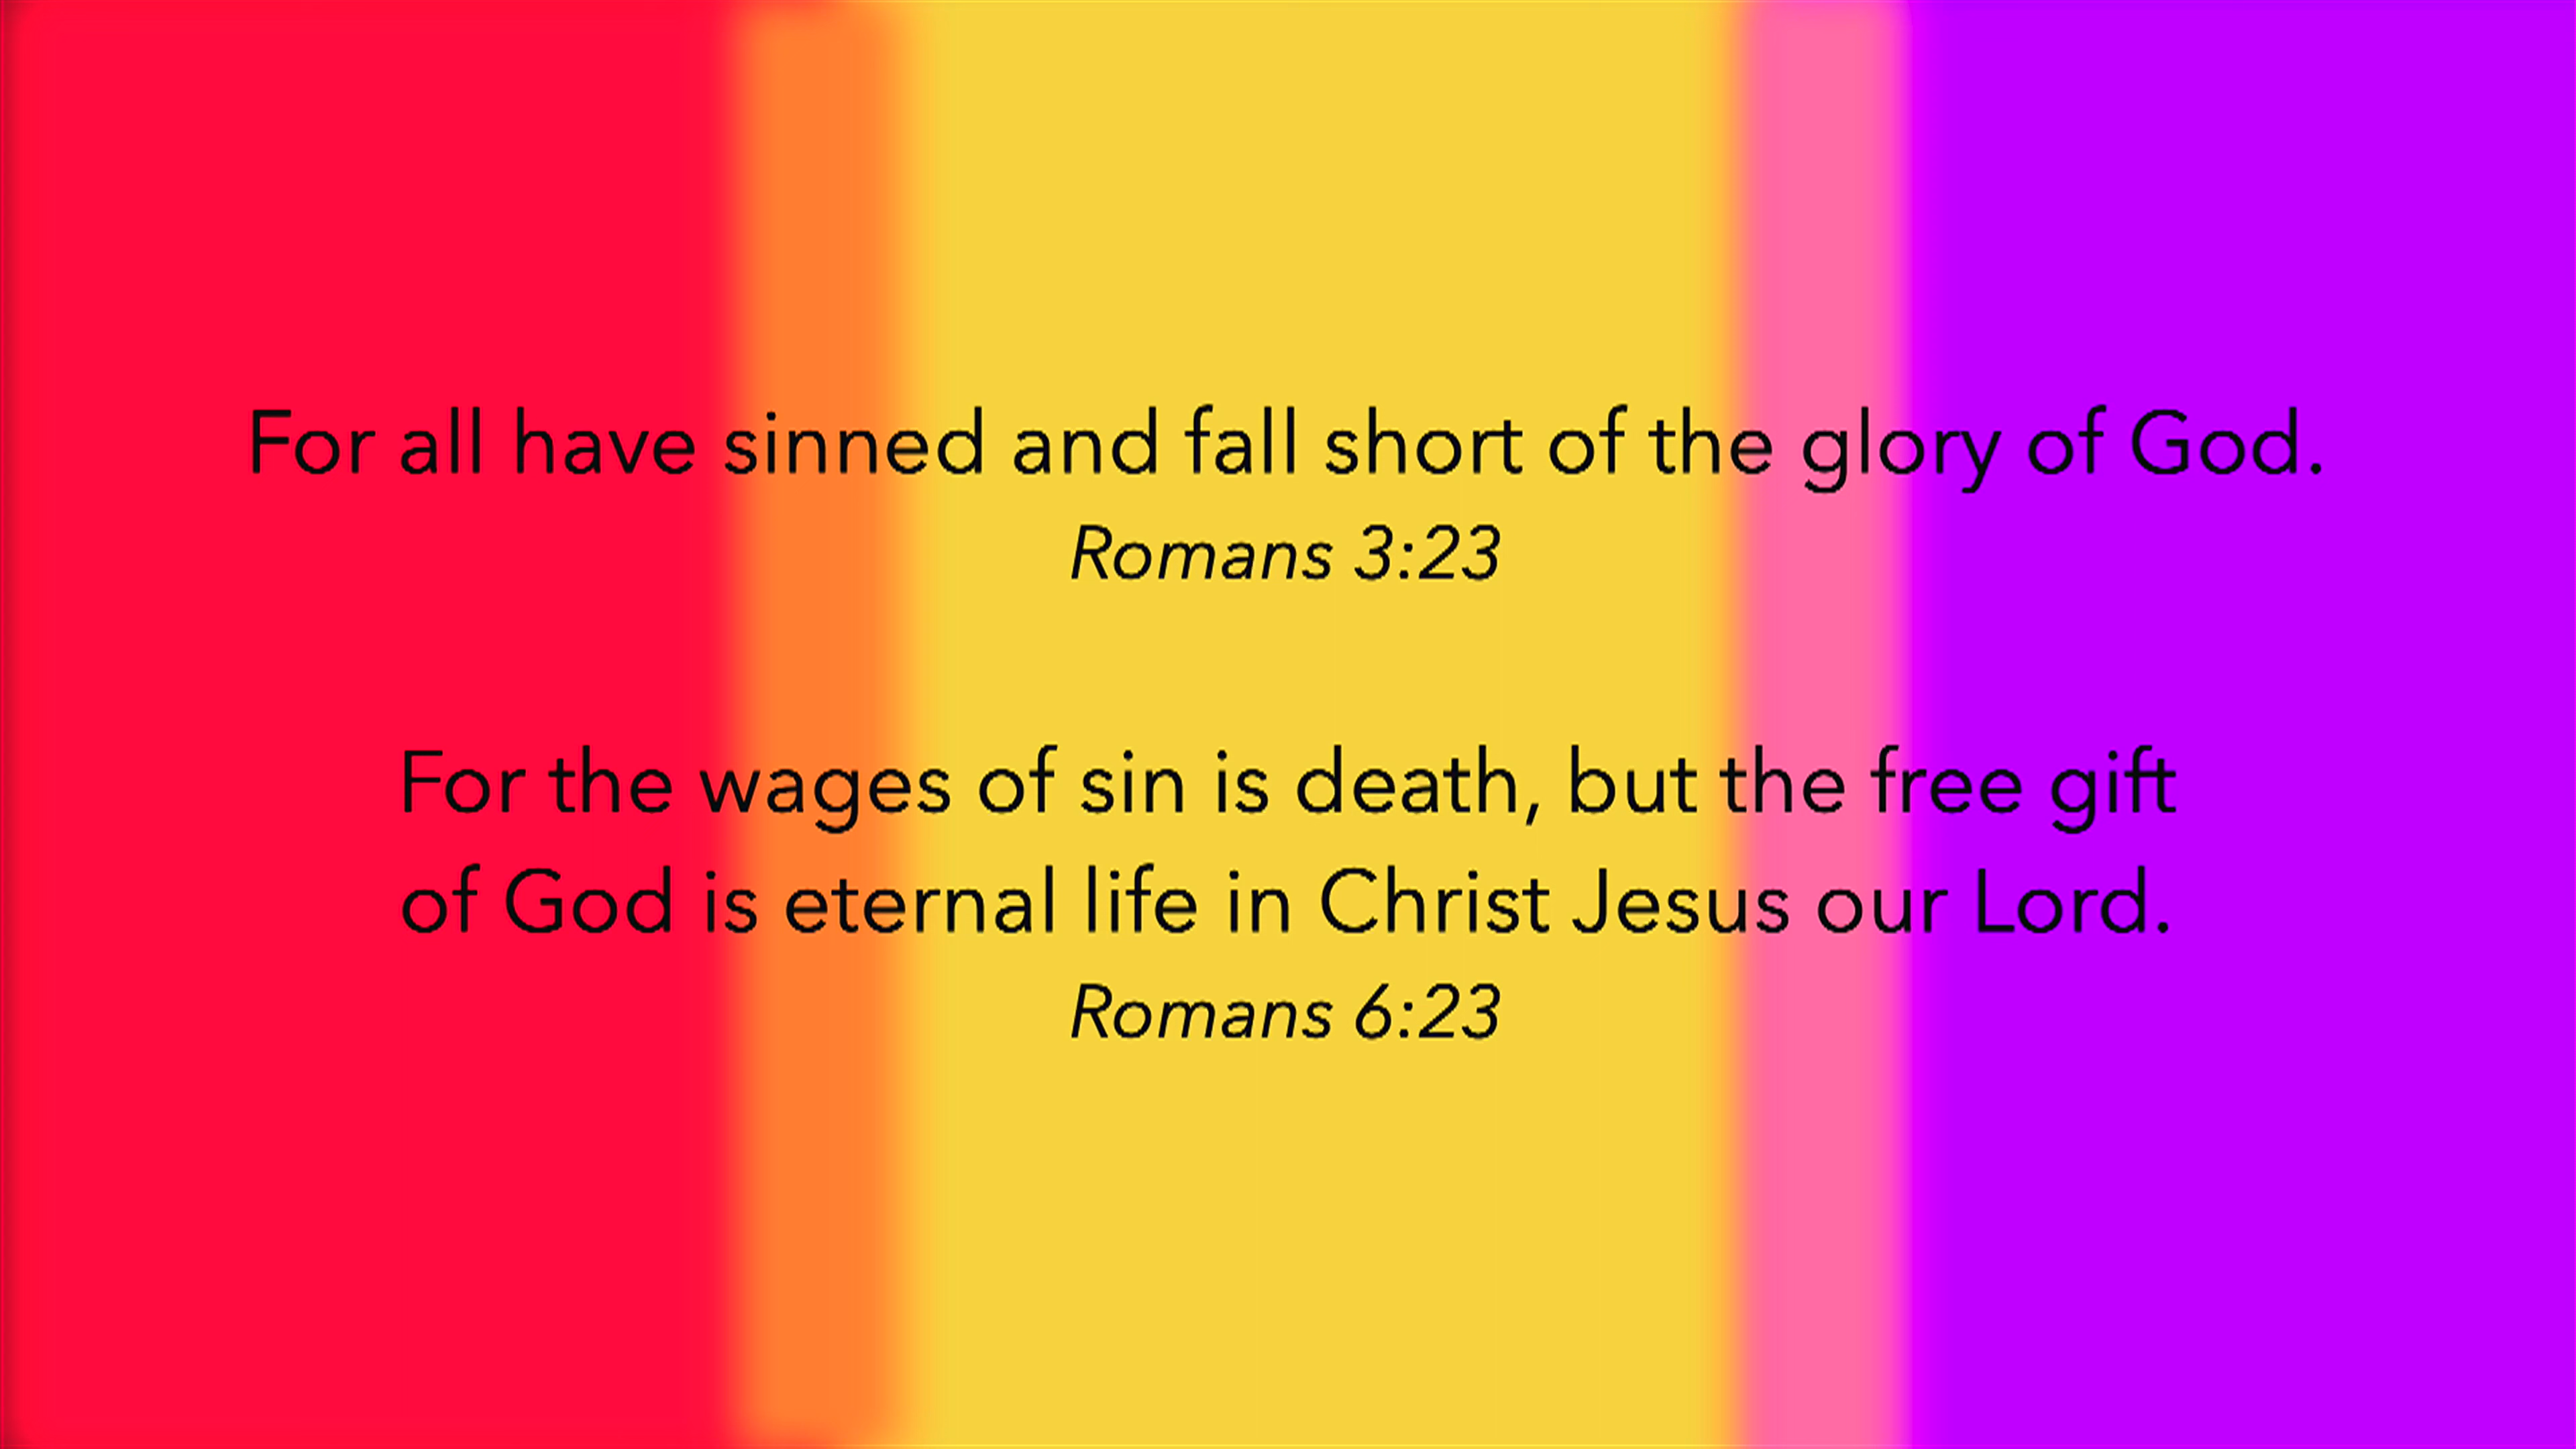 For all have sinned and fall short of the glory of God.
Romans 3:23
For the wages of sin is death, but the free gift
of God is eternal life in Christ Jesus our Lord.
Romans 6:23